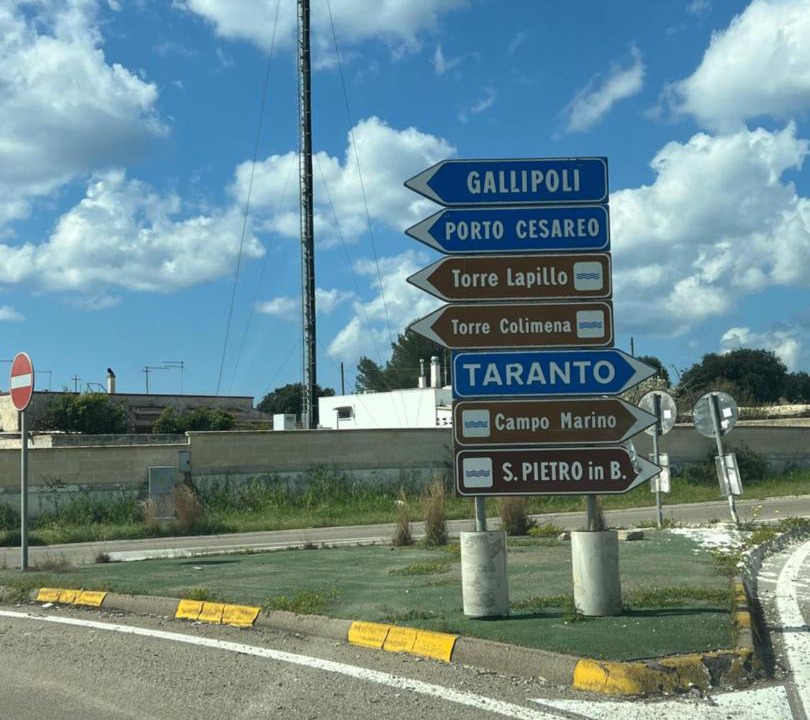 GALLIPOLI
PORTO CESAREO
Torre Lapillo
Torre Colimena
TARANTO
Campo Marino
S. PIETRO in B.